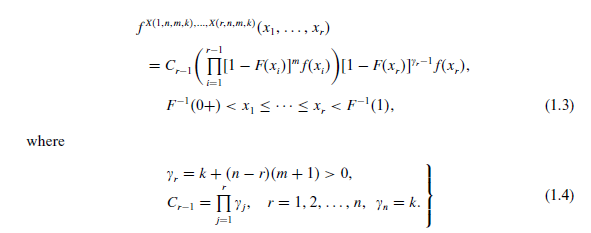 f^{X(1,n,m,k),...,X(r,n,m,k)}(x_1, . . . , x_r)
= C_{r−1}( ∏_{i=1}^{r−1}[1 − F(x_i)]^m f(x_i) )[1 − F(x_r)]^{γ_r−1} f(x_r),
F^{−1}(0+) < x_1 ≤ · · · ≤ x_r < F^{−1}(1), (1.3)
where
γ_r = k + (n − r)(m + 1) > 0,
C_{r−1} = ∏_{j=1}^{r} γ_j, r = 1, 2, . . . , n, γ_n = k. } (1.4)